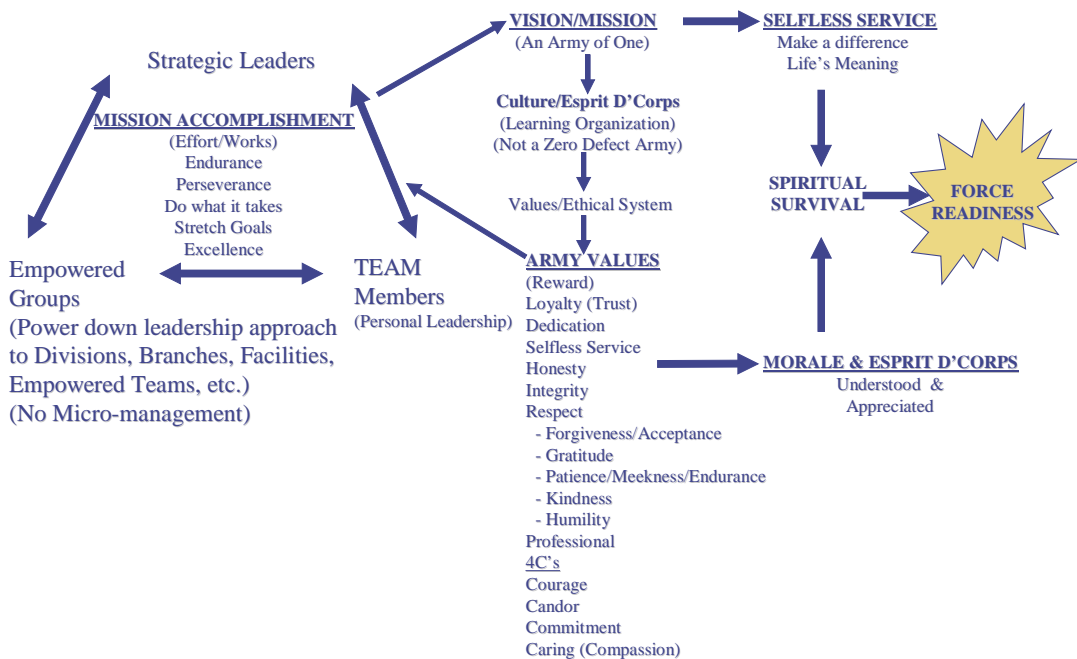 Strategic Leaders
MISSION ACCOMPLISHMENT
(Effort/Works)
Endurance
Perseverance
Do what it takes
Stretch Goals
Excellence
Empowered
Groups
(Power down leadership approach
to Divisions, Branches, Facilities,
Empowered Teams, etc.)
(No Micro-management)
TEAM
Members
(Personal Leadership)
VISION/MISSION
(An Army of One)
Culture/Esprit D’Corps
(Learning Organization)
(Not a Zero Defect Army)
Values/Ethical System
ARMY VALUES
(Reward)
Loyalty (Trust)
Dedication
Selfless Service
Honesty
Integrity
Respect
- Forgiveness/Acceptance
- Gratitude
- Patience/Meekness/Endurance
- Kindness
- Humility
Professional
4C’s
Courage
Candor
Commitment
Caring (Compassion)
SELFLESS SERVICE
Make a difference
Life’s Meaning
SPIRITUAL
SURVIVAL
MORALE & ESPRIT D’CORPS
Understood &
Appreciated
FORCE
READINESS